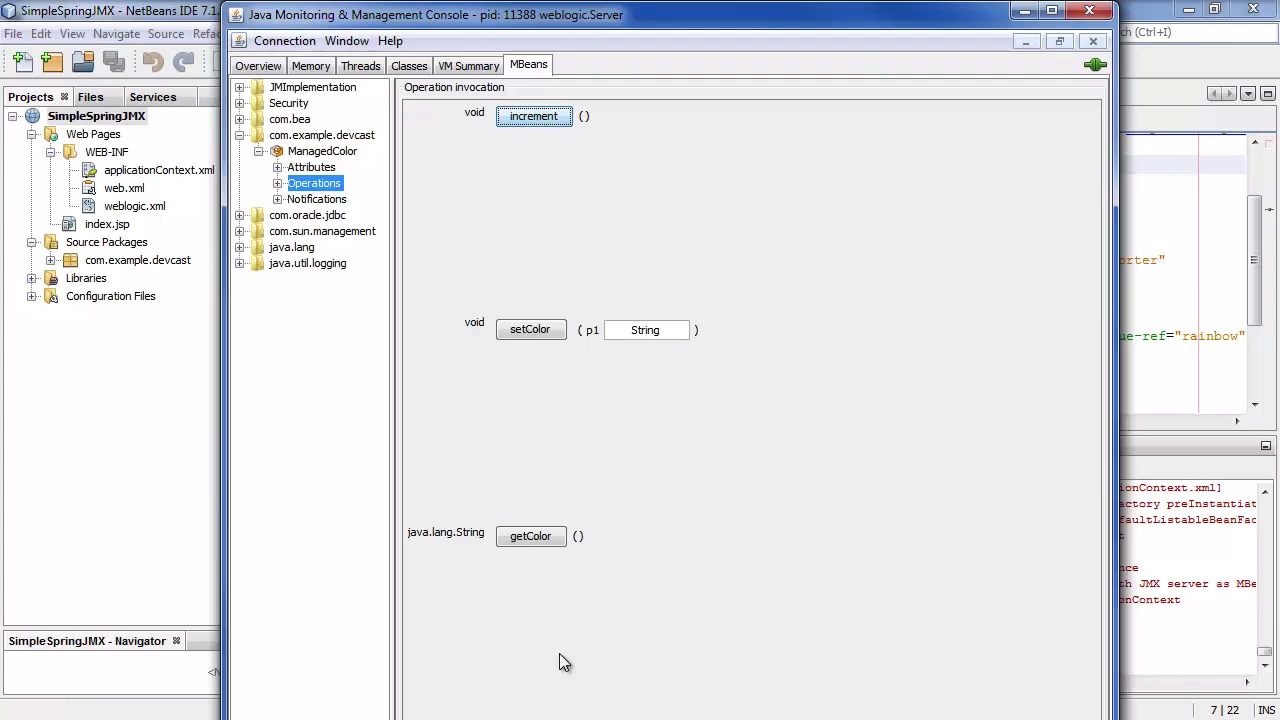 SimpleSpringJMX - NetBeans IDE 7.1.
Java Monitoring & Management Console - pid: 11388 weblogic.Server
File Edit View Navigate Source Refac
ch (Ctrl+I)
Connection Window Help
Overview Memory Threads Classes VM Summary MBeans
Projects Files Services
SimpleSpringJMX
Web Pages
WEB-INF
applicationContext.xml
web.xml
weblogic.xml
index.jsp
Source Packages
com.example.devcast
Libraries
Configuration Files
SimpleSpringJMX - Navigator
<N
JMImplementation
Security
com.bea
com.example.devcast
ManagedColor
Attributes
Operations
Notifications
com.oracle.jdbc
com.sun.management
java.lang
java.util.logging
Operation invocation
void increment ()
void setColor ( p1 String )
java.lang.String getColor ()
orter"
ue-ref="rainbow"
ionContext.xml]
factory preInstantiat
faultListableBeanFac
t
nce
th JMX server as MBe
onContext
7 | 22 INS